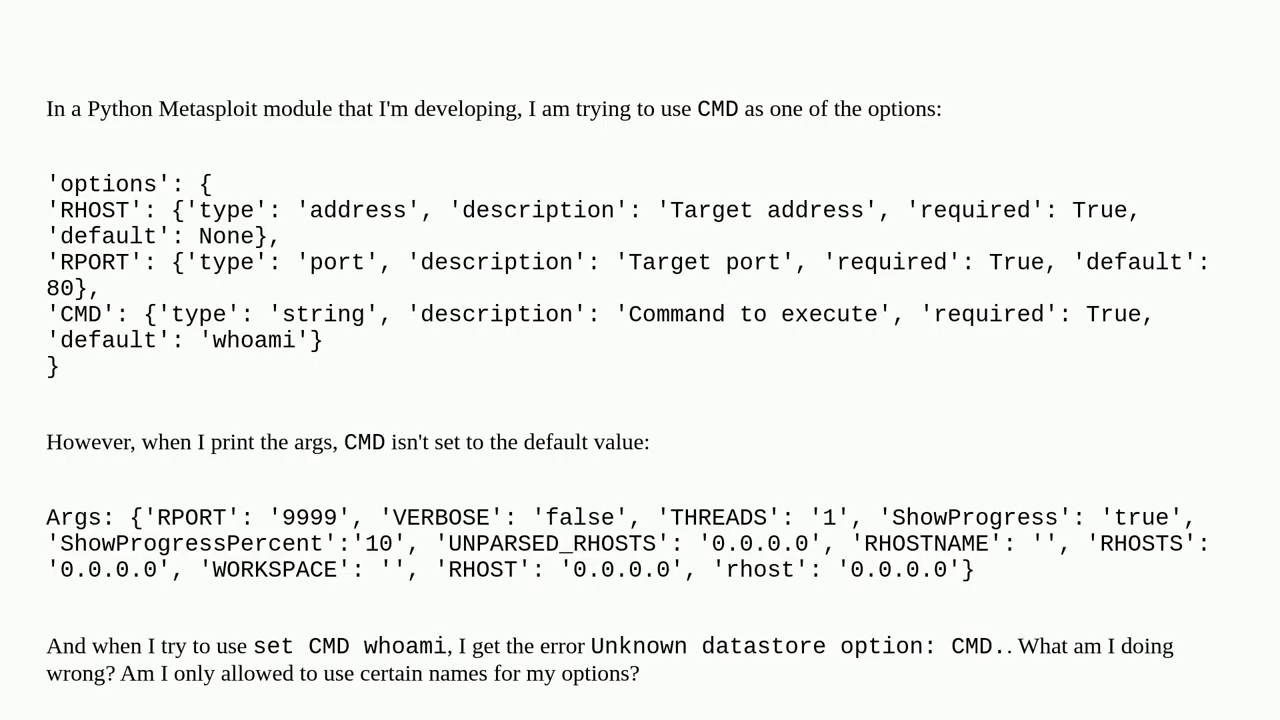 In a Python Metasploit module that I'm developing, I am trying to use CMD as one of the options:
'options': {
'RHOST': {'type': 'address', 'description': 'Target address', 'required': True,
'default': None},
'RPORT': {'type': 'port', 'description': 'Target port', 'required': True, 'default':
80},
'CMD': {'type': 'string', 'description': 'Command to execute', 'required': True,
'default': 'whoami'}
}
However, when I print the args, CMD isn't set to the default value:
Args: {'RPORT': '9999', 'VERBOSE': 'false', 'THREADS': '1', 'ShowProgress': 'true',
'ShowProgressPercent':'10', 'UNPARSED_RHOSTS': '0.0.0.0', 'RHOSTNAME': '', 'RHOSTS':
'0.0.0.0', 'WORKSPACE': '', 'RHOST': '0.0.0.0', 'rhost': '0.0.0.0'}
And when I try to use set CMD whoami, I get the error Unknown datastore option: CMD.. What am I doing
wrong? Am I only allowed to use certain names for my options?